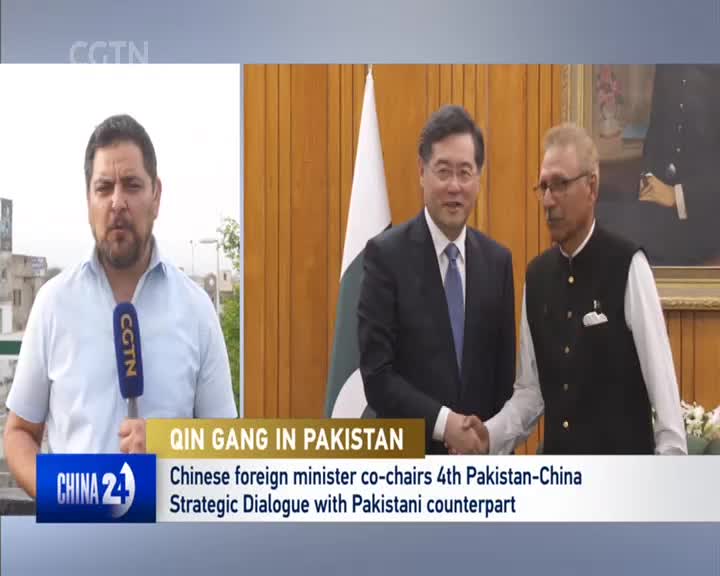 CGTN
CGTN
QIN GANG IN PAKISTAN
CHINA 24
Chinese foreign minister co-chairs 4th Pakistan-China
Strategic Dialogue with Pakistani counterpart